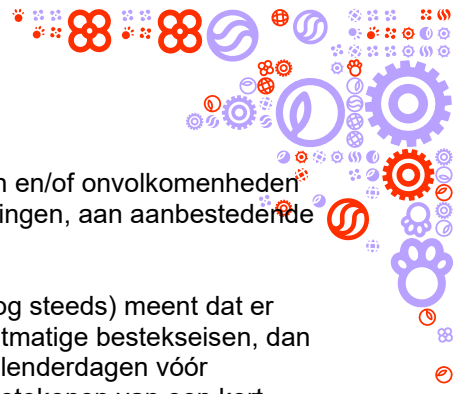 n en/of onvolkomenheden
ingen, aan aanbestedende
og steeds) meent dat er
tmatige bestekseisen, dan
lenderdagen vóór